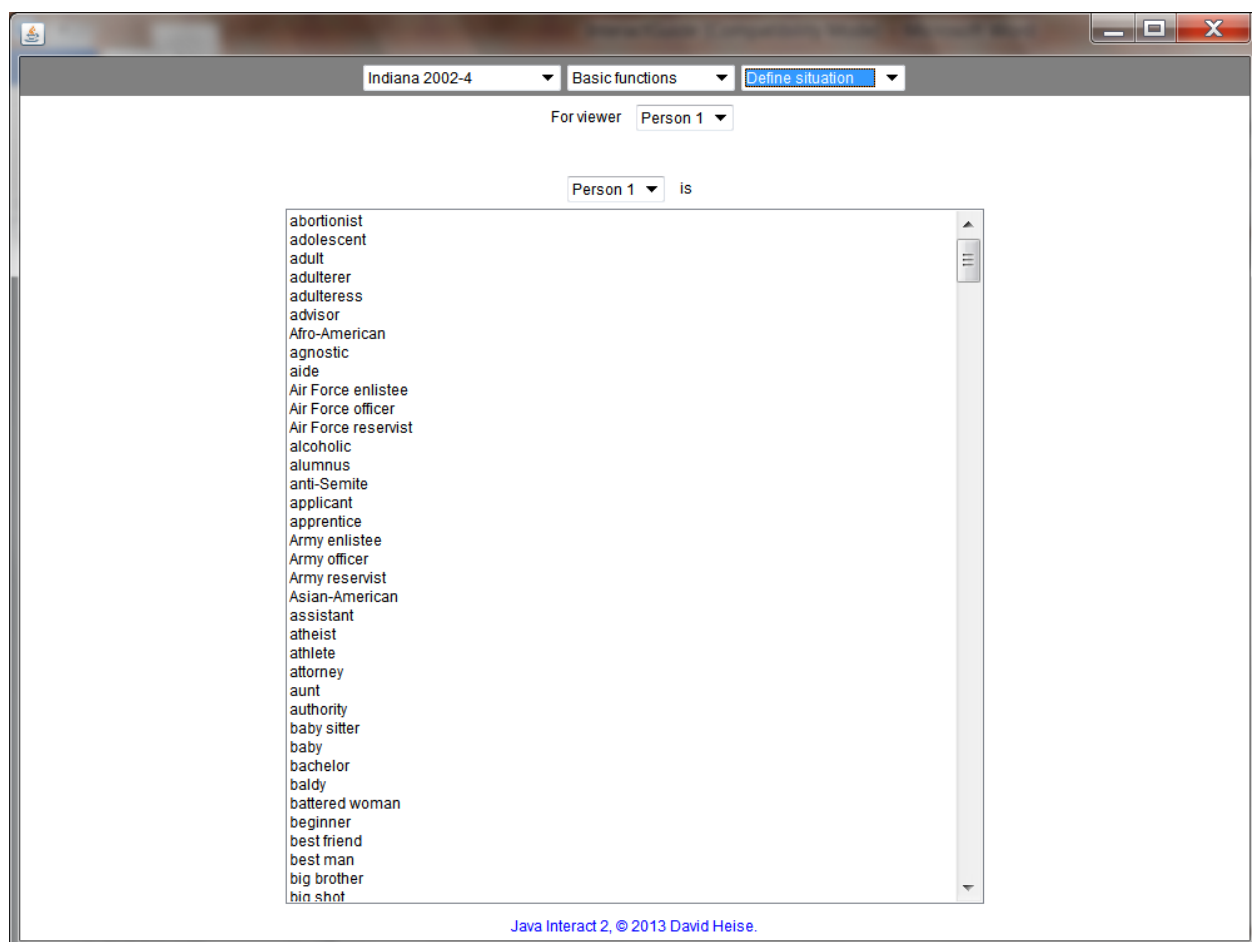 Indiana 2002-4 Basic functions Define situation
For viewer Person 1
Person 1 is
abortionist
adolescent
adult
adulterer
adulteress
advisor
Afro-American
agnostic
aide
Air Force enlistee
Air Force officer
Air Force reservist
alcoholic
alumnus
anti-Semite
applicant
apprentice
Army enlistee
Army officer
Army reservist
Asian-American
assistant
atheist
athlete
attorney
aunt
authority
baby sitter
baby
bachelor
baldy
battered woman
beginner
best friend
best man
big brother
big shot
Java Interact 2, © 2013 David Heise.